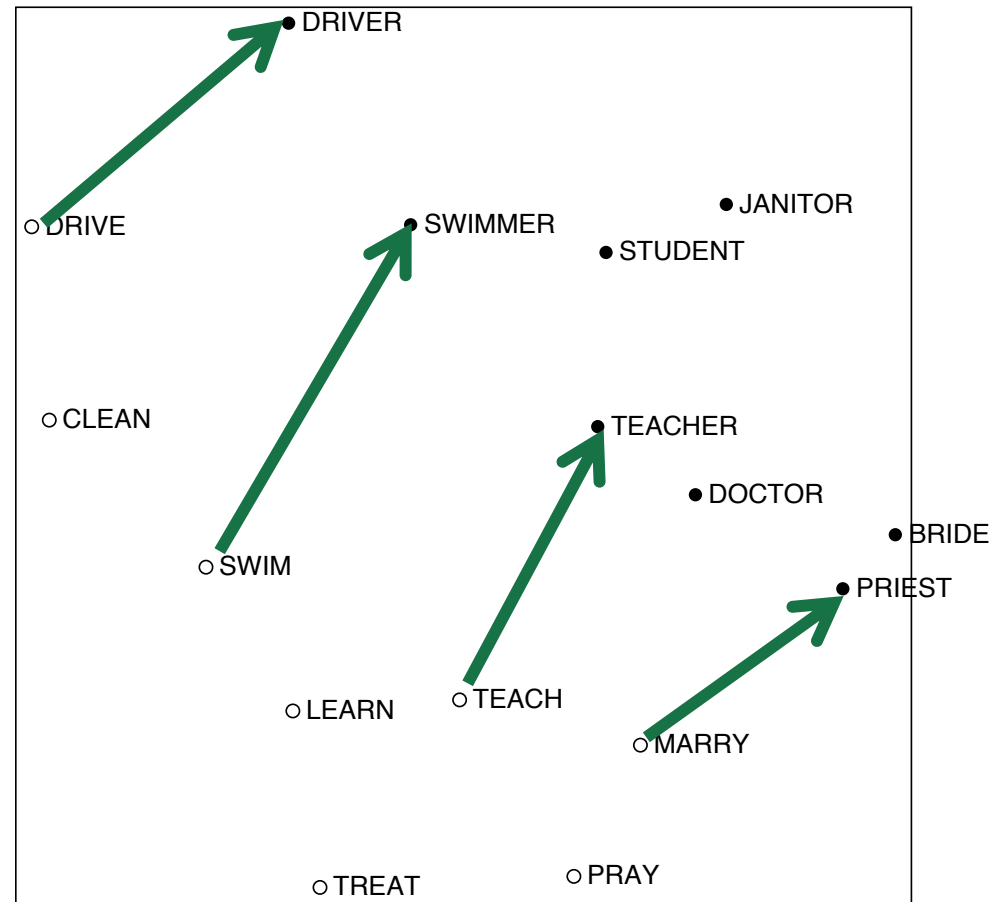 DRIVER
JANITOR
DRIVE
SWIMMER
STUDENT
CLEAN
TEACHER
DOCTOR
BRIDE
SWIM
PRIEST
LEARN
TEACH
MARRY
TREAT
PRAY